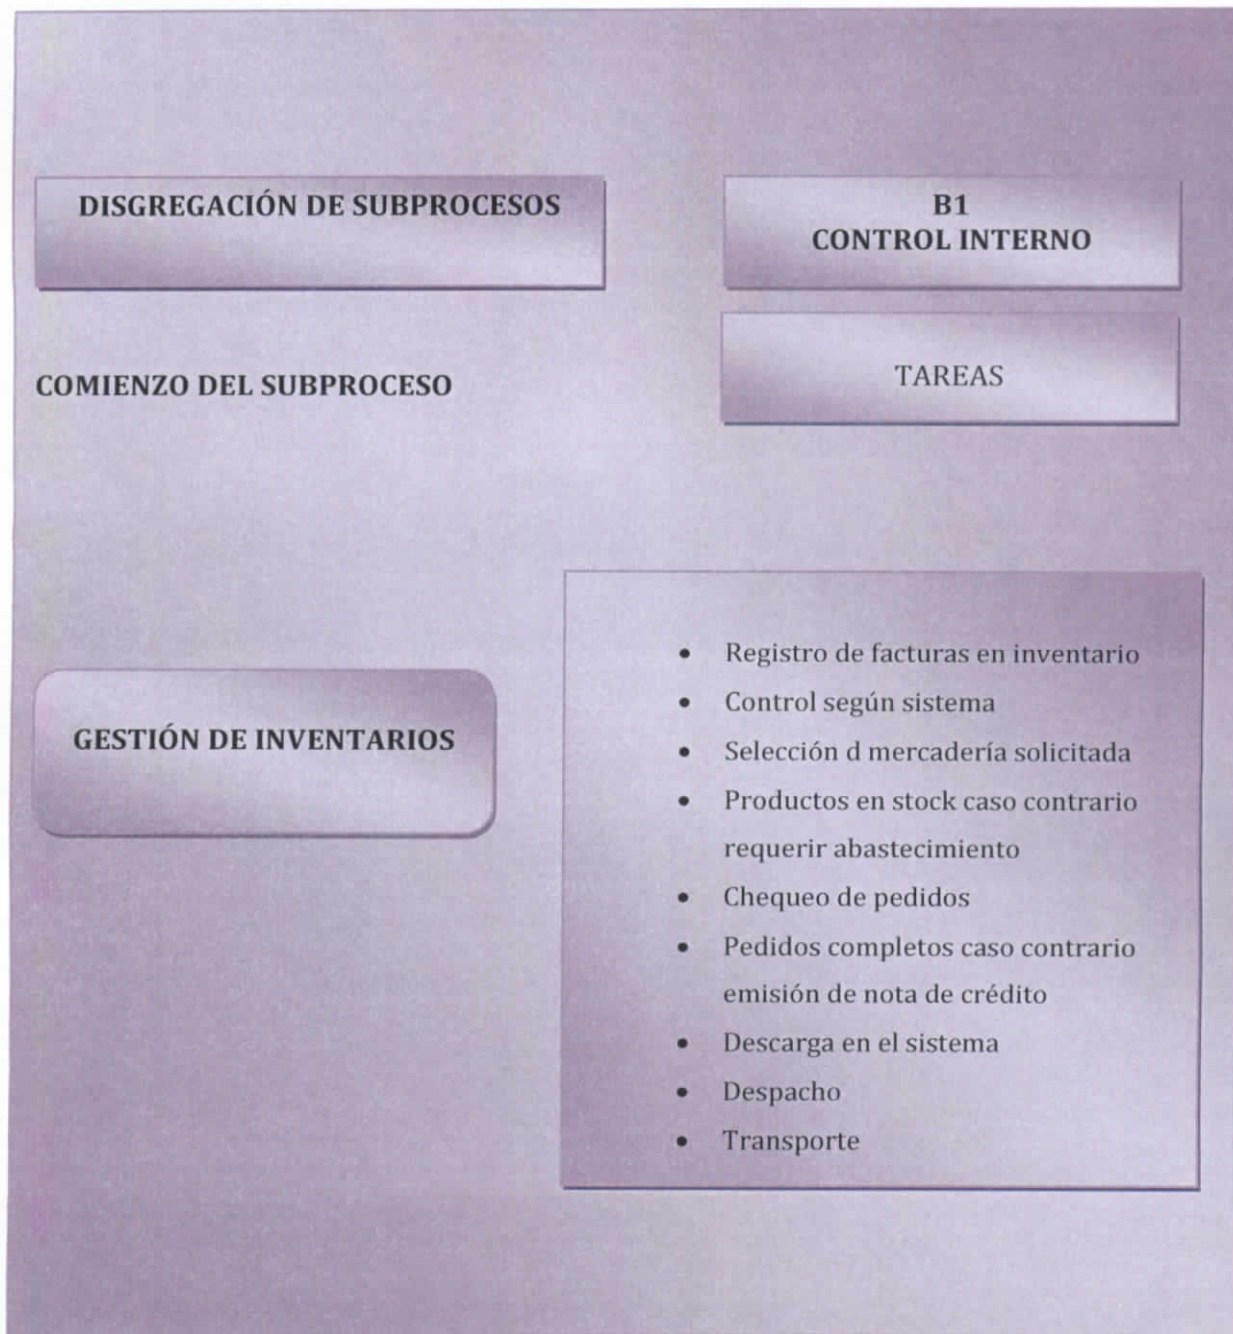 DISGREGACIÓN DE SUBPROCESOS
B1
CONTROL INTERNO
COMIENZO DEL SUBPROCESO
TAREAS
GESTIÓN DE INVENTARIOS
• Registro de facturas en inventario
• Control según sistema
• Selección d mercadería solicitada
• Productos en stock caso contrario
requerir abastecimiento
• Chequeo de pedidos
• Pedidos completos caso contrario
emisión de nota de crédito
• Descarga en el sistema
• Despacho
• Transporte